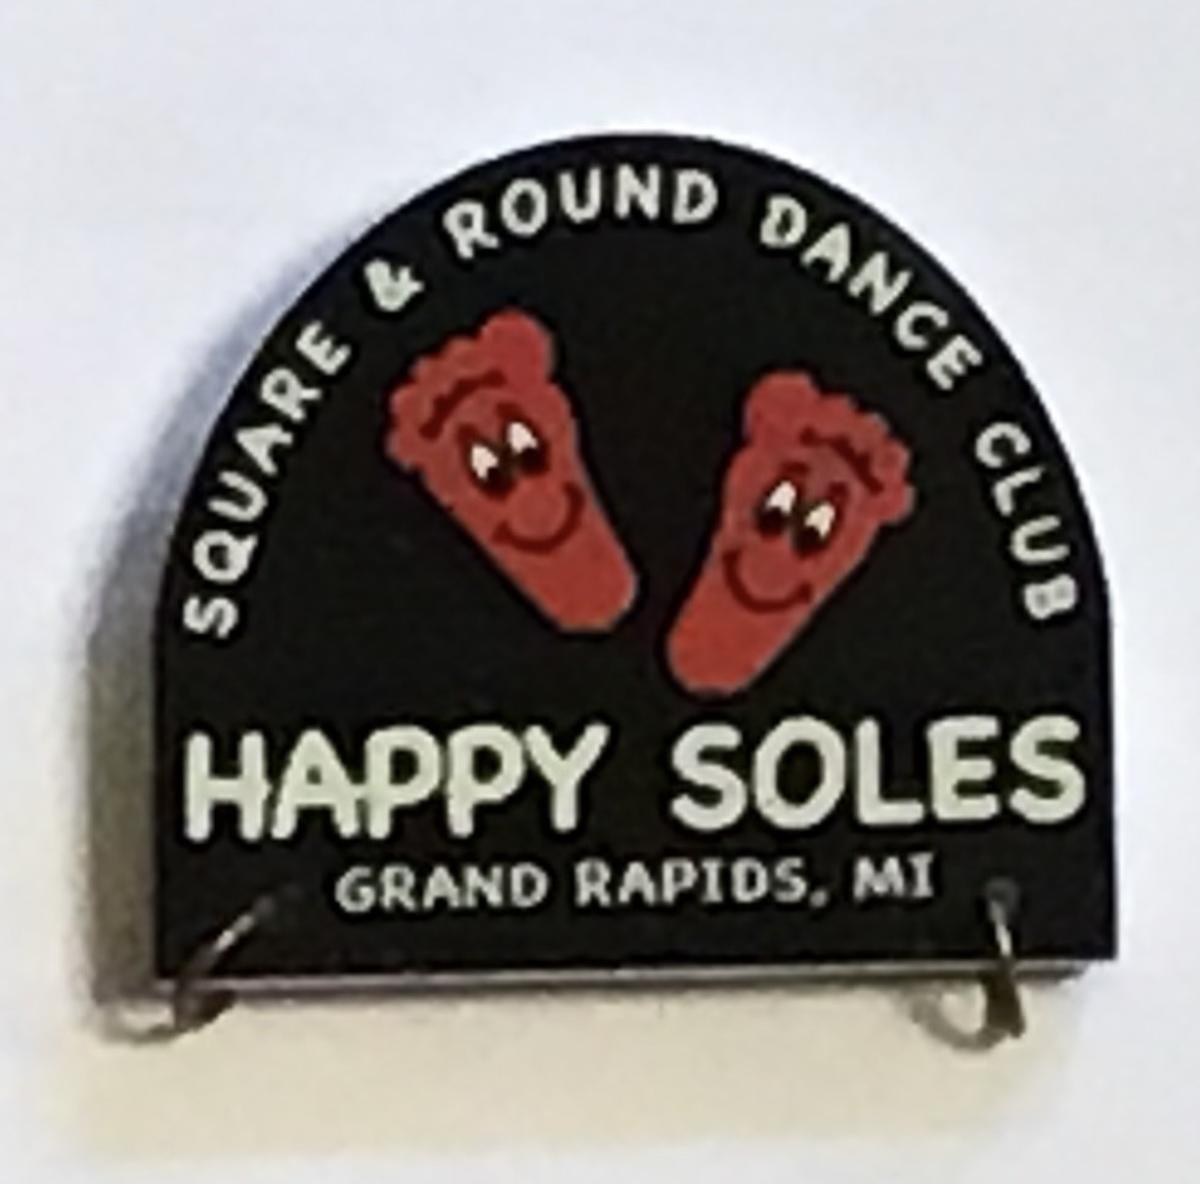 SQUARE & ROUND DANCE CLUB
HAPPY SOLES
GRAND RAPIDS, MI